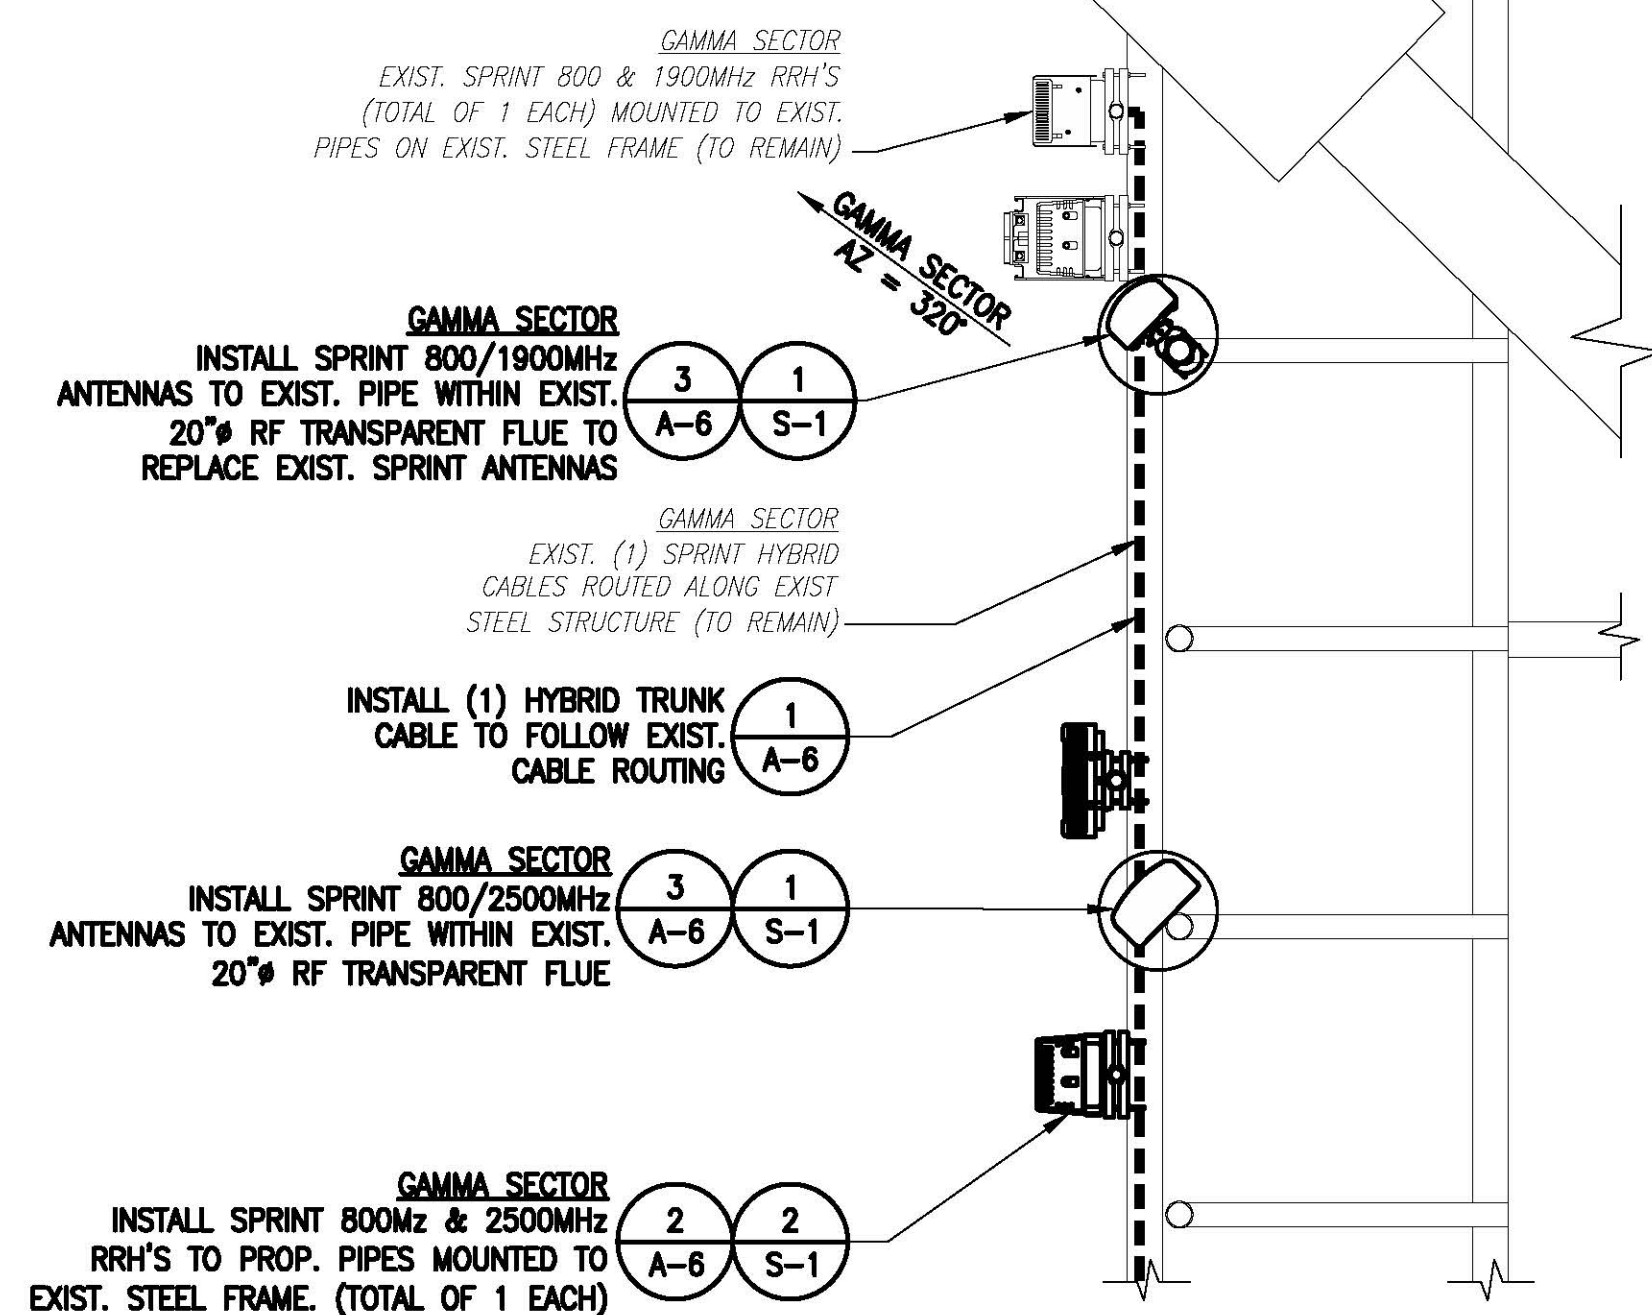 GAMMA SECTOR
EXIST. SPRINT 800 & 1900MHz RRH'S
(TOTAL OF 1 EACH) MOUNTED TO EXIST.
PIPES ON EXIST. STEEL FRAME (TO REMAIN)
GAMMA SECTOR
AZ = 320°
GAMMA SECTOR
INSTALL SPRINT 800/1900MHz
ANTENNAS TO EXIST. PIPE WITHIN EXIST.
20"ø RF TRANSPARENT FLUE TO
REPLACE EXIST. SPRINT ANTENNAS
3 1
A-6 S-1
GAMMA SECTOR
EXIST. (1) SPRINT HYBRID
CABLES ROUTED ALONG EXIST
STEEL STRUCTURE (TO REMAIN)
INSTALL (1) HYBRID TRUNK
CABLE TO FOLLOW EXIST.
CABLE ROUTING
1
A-6
GAMMA SECTOR
INSTALL SPRINT 800/2500MHz
ANTENNAS TO EXIST. PIPE WITHIN EXIST.
20"ø RF TRANSPARENT FLUE
3 1
A-6 S-1
GAMMA SECTOR
INSTALL SPRINT 800Mz & 2500MHz
RRH'S TO PROP. PIPES MOUNTED TO
EXIST. STEEL FRAME. (TOTAL OF 1 EACH)
2 2
A-6 S-1